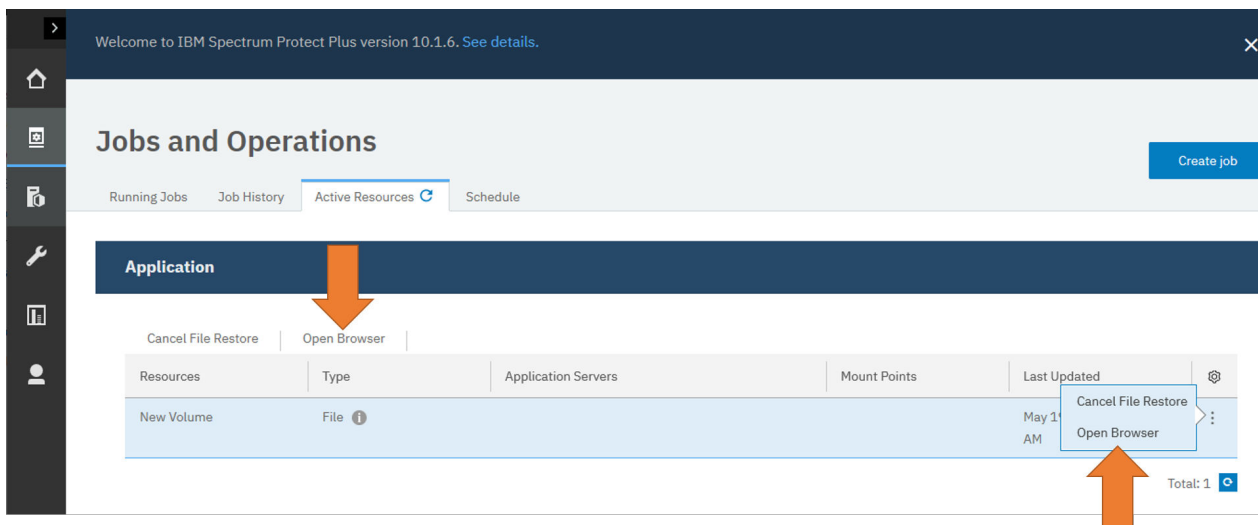 Welcome to IBM Spectrum Protect Plus version 10.1.6. See details.
Jobs and Operations
Create job
Running Jobs Job History Active Resources Schedule
Application
Cancel File Restore Open Browser
Resources Type Application Servers Mount Points Last Updated
Cancel File Restore
New Volume File May 19
AM Open Browser
Total: 1